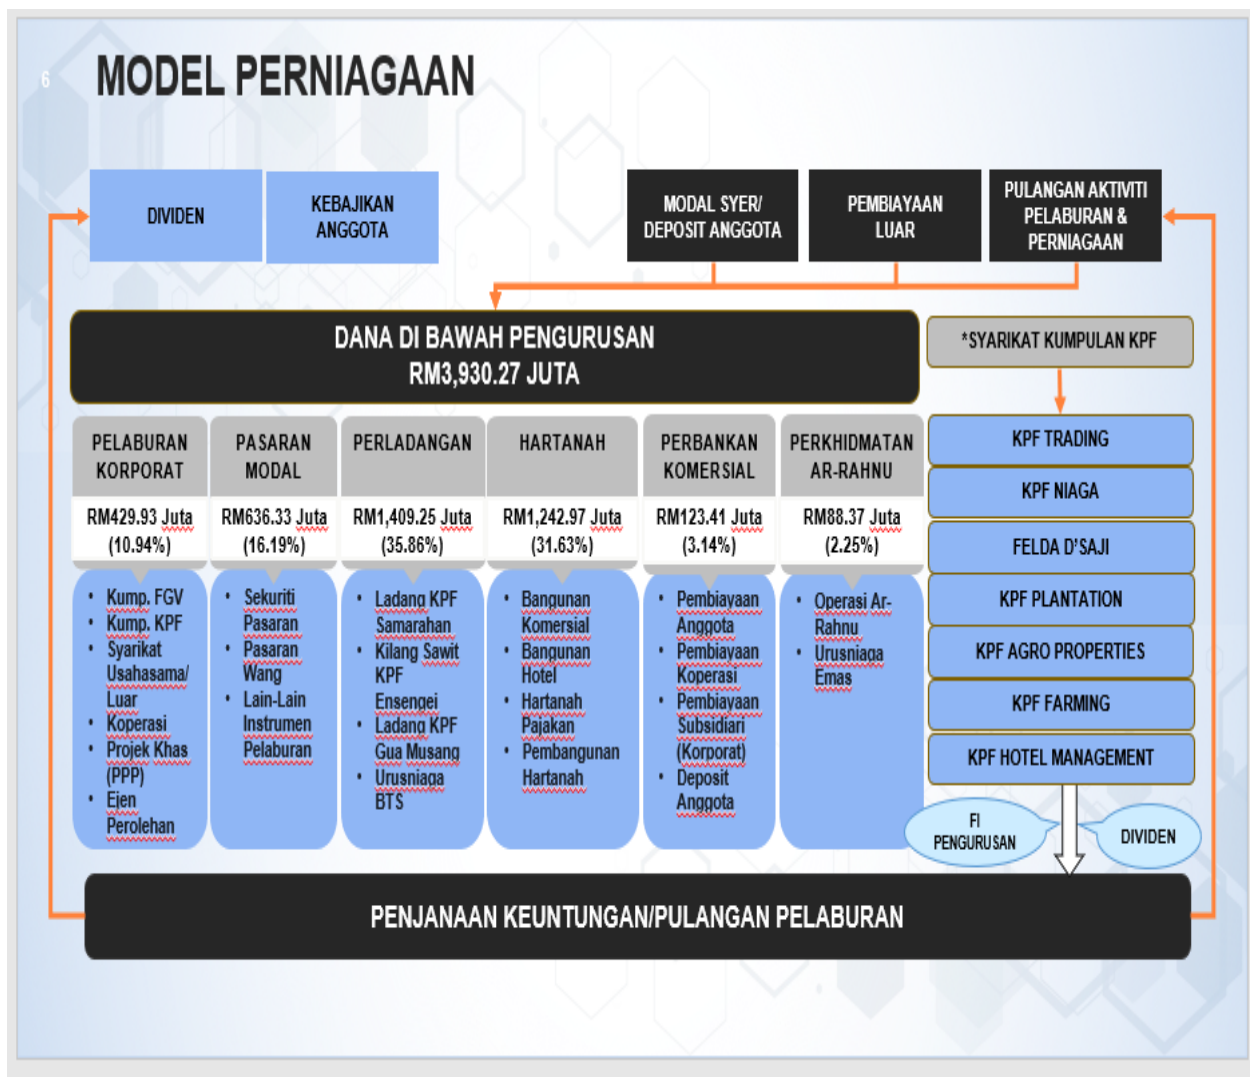 6
MODEL PERNIAGAAN
DIVIDEN
KEBAJIKAN
ANGGOTA
MODAL SYER/
DEPOSIT ANGGOTA
PEMBIAYAAN
LUAR
PULANGAN AKTIVITI
PELABURAN &
PERNIAGAAN
DANA DI BAWAH PENGURUSAN
RM3,930.27 JUTA
*SYARIKAT KUMPULAN KPF
PELABURAN
KORPORAT
RM429.93 Juta
(10.94%)
• Kump. FGV
• Kump. KPF
• Syarikat
Usahasama/
Luar
• Koperasi
• Projek Khas
(PPP)
• Ejen
Perolehan
PASARAN
MODAL
RM636.33 Juta
(16.19%)
• Sekuriti
Pasaran
• Pasaran
Wang
• Lain-Lain
Instrumen
Pelaburan
PERLADANGAN
RM1,409.25 Juta
(35.86%)
• Ladang KPF
Samarahan
• Kilang Sawit
KPF
Ensengei
• Ladang KPF
Gua Musang
• Urusniaga
BTS
HARTANAH
RM1,242.97 Juta
(31.63%)
• Bangunan
Komersial
• Bangunan
Hotel
• Hartanah
Pajakan
• Pembangunan
Hartanah
PERBANKAN
KOMERSIAL
RM123.41 Juta
(3.14%)
• Pembiayaan
Anggota
• Pembiayaan
Koperasi
• Pembiayaan
Subsidiari
(Korporat)
• Deposit
Anggota
PERKHIDMATAN
AR-RAHNU
RM88.37 Juta
(2.25%)
• Operasi Ar-
Rahnu
• Urusniaga
Emas
KPF TRADING
KPF NIAGA
FELDA D'SAJI
KPF PLANTATION
KPF AGRO PROPERTIES
KPF FARMING
KPF HOTEL MANAGEMENT
FI
PENGURUSAN
DIVIDEN
PENJANAAN KEUNTUNGAN/PULANGAN PELABURAN